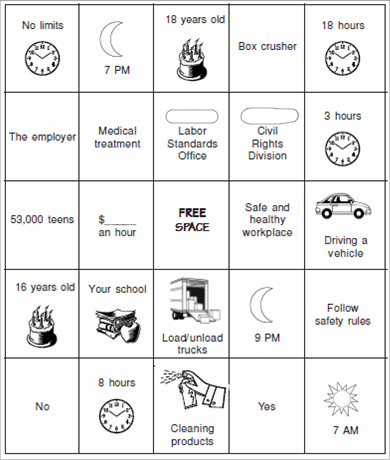 No limits
7 PM
18 years old
Box crusher
18 hours
The employer
Medical
treatment
Labor
Standards
Office
Civil
Rights
Division
3 hours
53,000 teens
$_____
an hour
FREE
SPACE
Safe and
healthy
workplace
Driving a
vehicle
16 years old
Your school
Load/unload
trucks
9 PM
Follow
safety rules
No
8 hours
Cleaning
products
Yes
7 AM